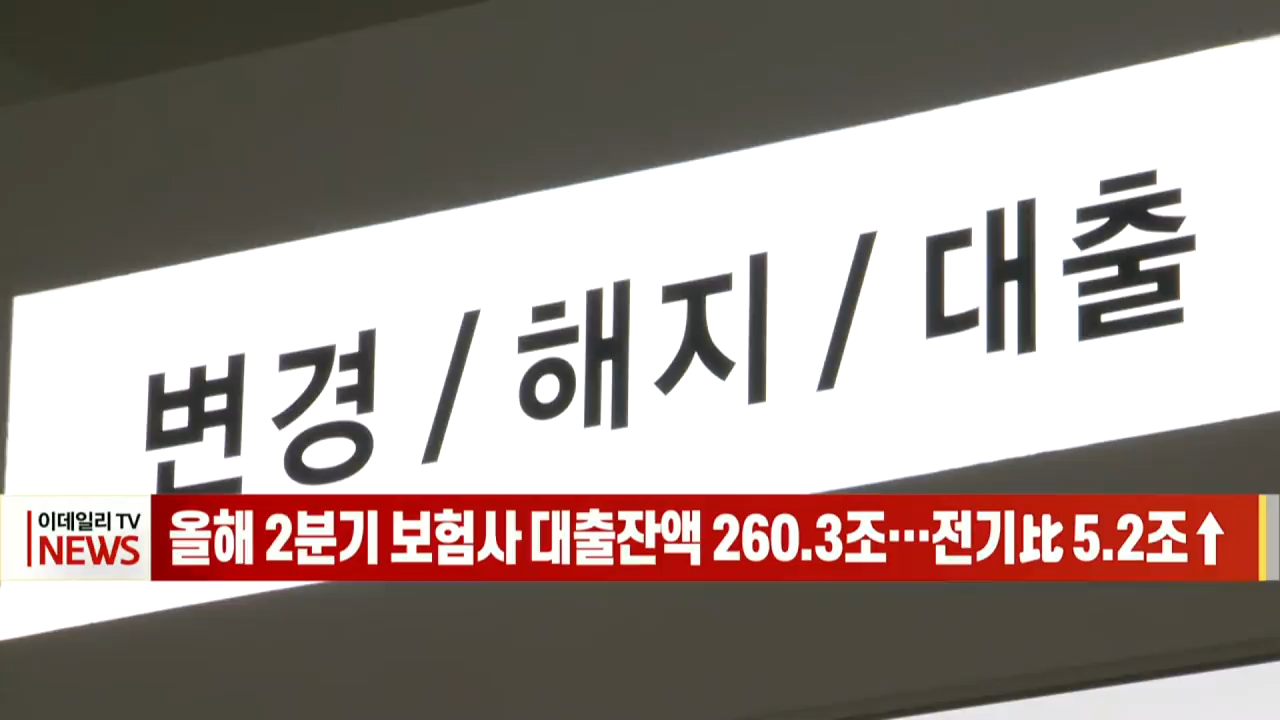 변경 / 해지 / 대출
이데일리 TV
NEWS
올해 2분기 보험사 대출잔액 260.3조…전기比 5.2조↑